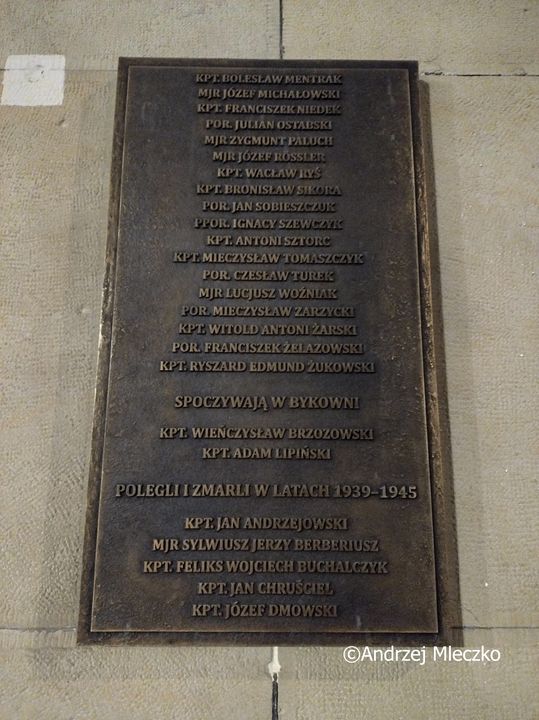 KPT. BOLESŁAW MENTRAK
MJR JÓZEF MICHAŁOWSKI
KPT. FRANCISZEK NIEDEK
POR. JULIAN OSTABSKI
MJR ZYGMUNT PALUCH
MJR JÓZEF RÖSSLER
KPT. WACŁAW RYŚ
KPT. BRONISŁAW SIKORA
POR. JAN SOBIESZCZUK
PPOR. IGNACY SZEWCZYK
KPT. ANTONI SZTORC
KPT. MIECZYSŁAW TOMASZCZYK
POR. CZESŁAW TUREK
MJR LUCJUSZ WOŹNIAK
POR. MIECZYSŁAW ZARZYCKI
KPT. WITOLD ANTONI ŻARSKI
POR. FRANCISZEK ŻELAZOWSKI
KPT. RYSZARD EDMUND ŻUKOWSKI
SPOCZYWAJĄ W BYKOWNI
KPT. WIEŃCZYSŁAW BRZOZOWSKI
KPT. ADAM LIPIŃSKI
POLEGLI I ZMARLI W LATACH 1939–1945
KPT. JAN ANDRZEJOWSKI
MJR SYLWIUSZ JERZY BERBERIUSZ
KPT. FELIKS WOJCIECH BUCHALCZYK
KPT. JAN CHRUŚCIEL
KPT. JÓZEF DMOWSKI
©Andrzej Mleczko